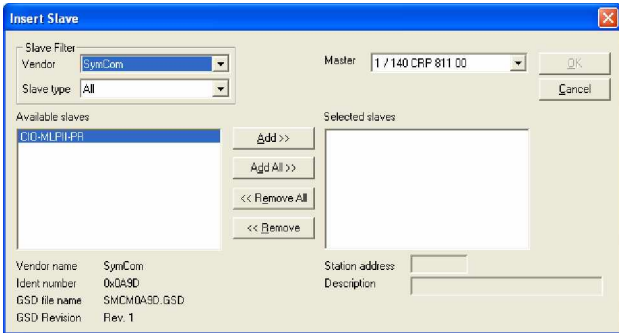 Insert Slave
Slave Filter
Vendor SymCom
Slave type All
Master 1 / 140 CRP 811 00
OK
Cancel
Available slaves
CIO-MLPII-PR
Add >>
Add All >>
<< Remove All
<< Remove
Selected slaves
Vendor name SymCom
Ident number 0x0A9D
GSD file name SMCM0A9D.GSD
GSD Revision Rev. 1
Station address
Description